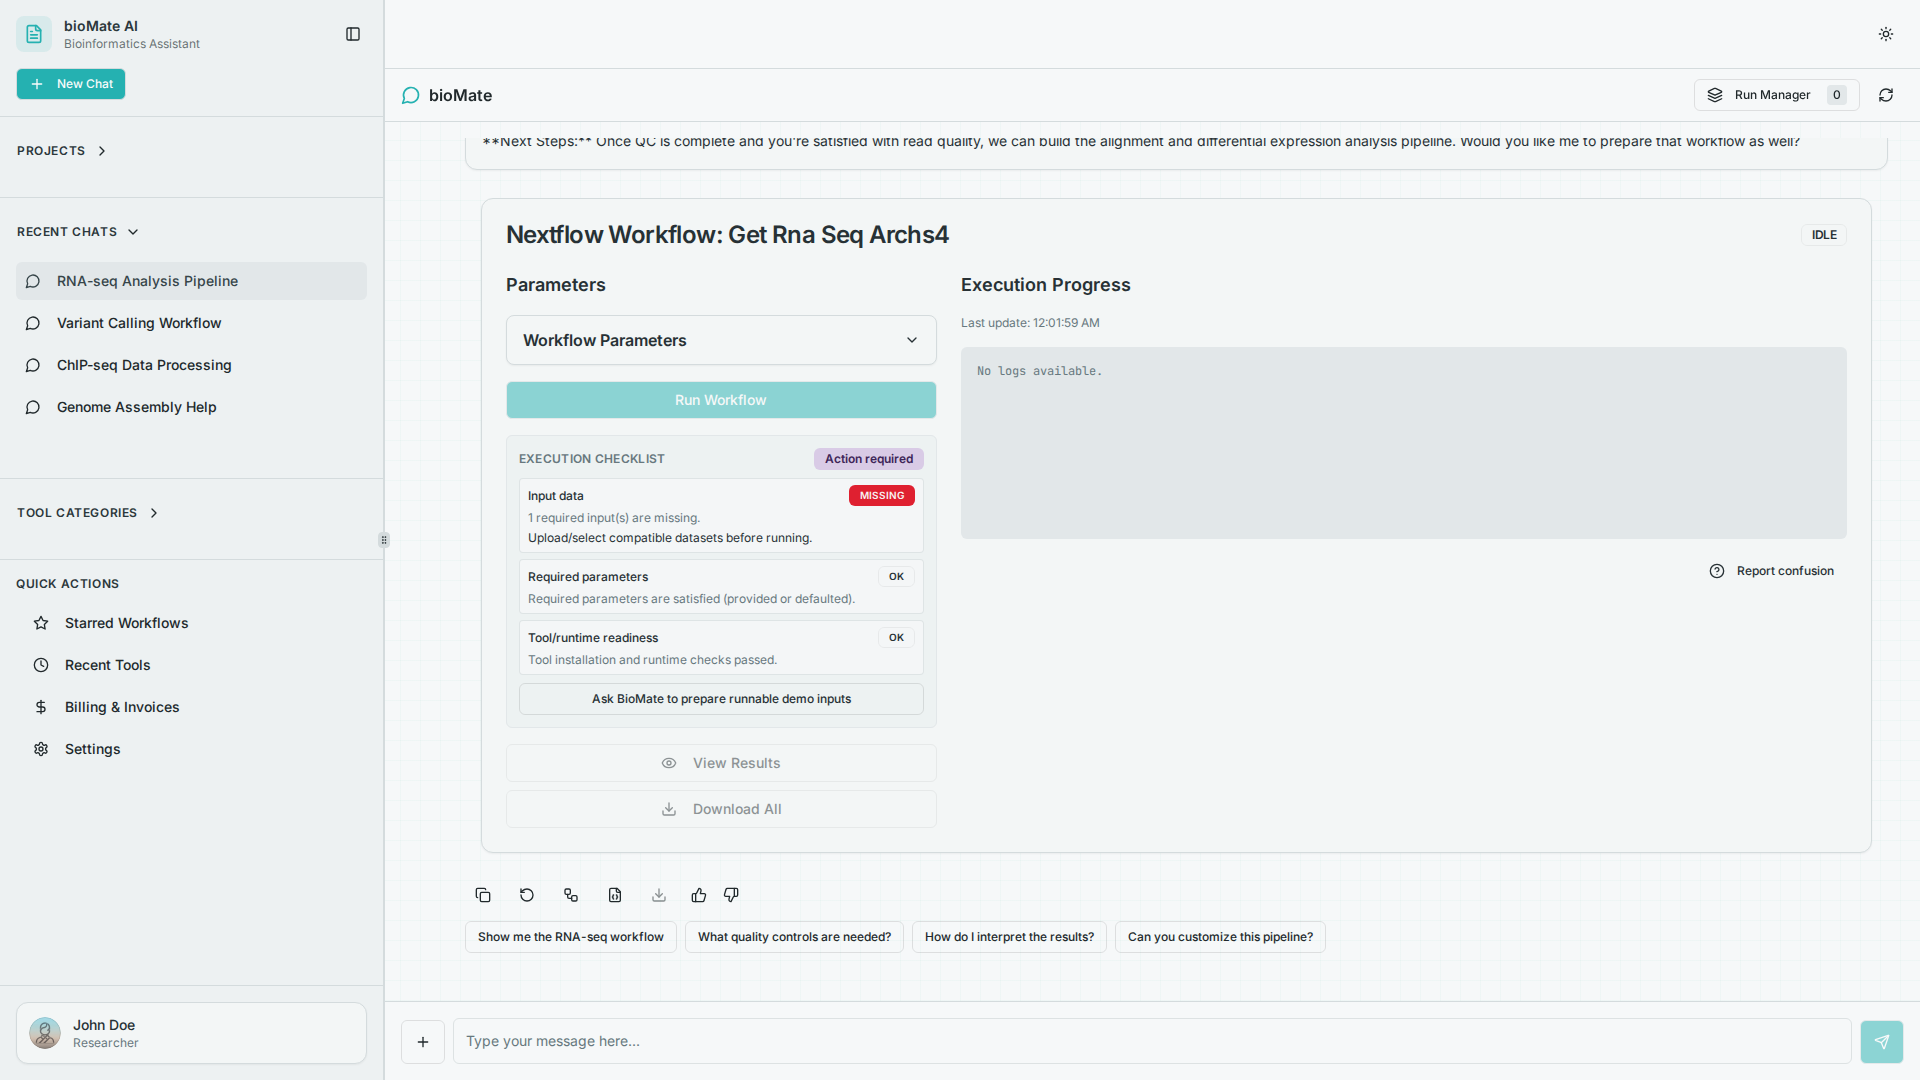 bioMate AI
Bioinformatics Assistant
New Chat
PROJECTS
RECENT CHATS
RNA-seq Analysis Pipeline
Variant Calling Workflow
ChIP-seq Data Processing
Genome Assembly Help
TOOL CATEGORIES
QUICK ACTIONS
Starred Workflows
Recent Tools
Billing & Invoices
Settings
John Doe
Researcher
bioMate
Run Manager 0
**Next Steps:** Once QC is complete and you're satisfied with read quality, we can build the alignment and differential expression analysis pipeline. Would you like me to prepare that workflow as well?
Nextflow Workflow: Get Rna Seq Archs4
IDLE
Parameters
Workflow Parameters
Run Workflow
EXECUTION CHECKLIST
Action required
Input data
MISSING
1 required input(s) are missing.
Upload/select compatible datasets before running.
Required parameters
OK
Required parameters are satisfied (provided or defaulted).
Tool/runtime readiness
OK
Tool installation and runtime checks passed.
Ask BioMate to prepare runnable demo inputs
View Results
Download All
Execution Progress
Last update: 12:01:59 AM
No logs available.
Report confusion
Show me the RNA-seq workflow
What quality controls are needed?
How do I interpret the results?
Can you customize this pipeline?
Type your message here...